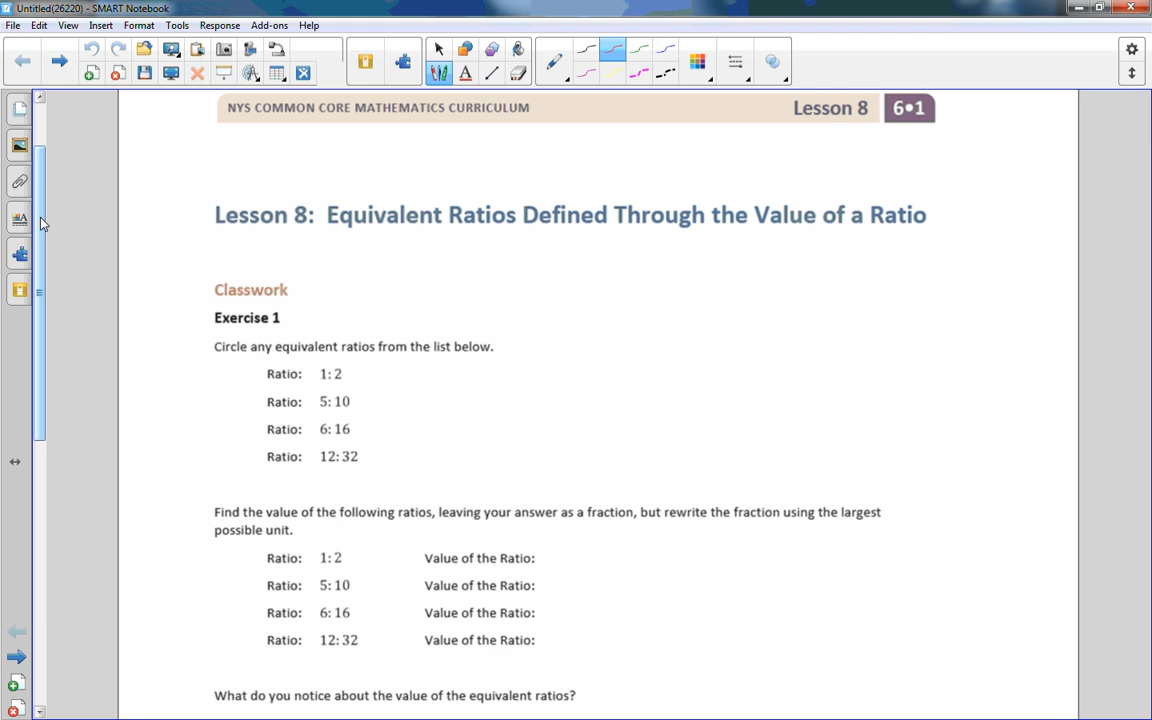 Untitled(26220) - SMART Notebook
File Edit View Insert Format Tools Response Add-ons Help
NYS COMMON CORE MATHEMATICS CURRICULUM Lesson 8 6•1
Lesson 8: Equivalent Ratios Defined Through the Value of a Ratio
Classwork
Exercise 1
Circle any equivalent ratios from the list below.
Ratio: 1:2
Ratio: 5:10
Ratio: 6:16
Ratio: 12:32
Find the value of the following ratios, leaving your answer as a fraction, but rewrite the fraction using the largest
possible unit.
Ratio: 1:2 Value of the Ratio:
Ratio: 5:10 Value of the Ratio:
Ratio: 6:16 Value of the Ratio:
Ratio: 12:32 Value of the Ratio:
What do you notice about the value of the equivalent ratios?